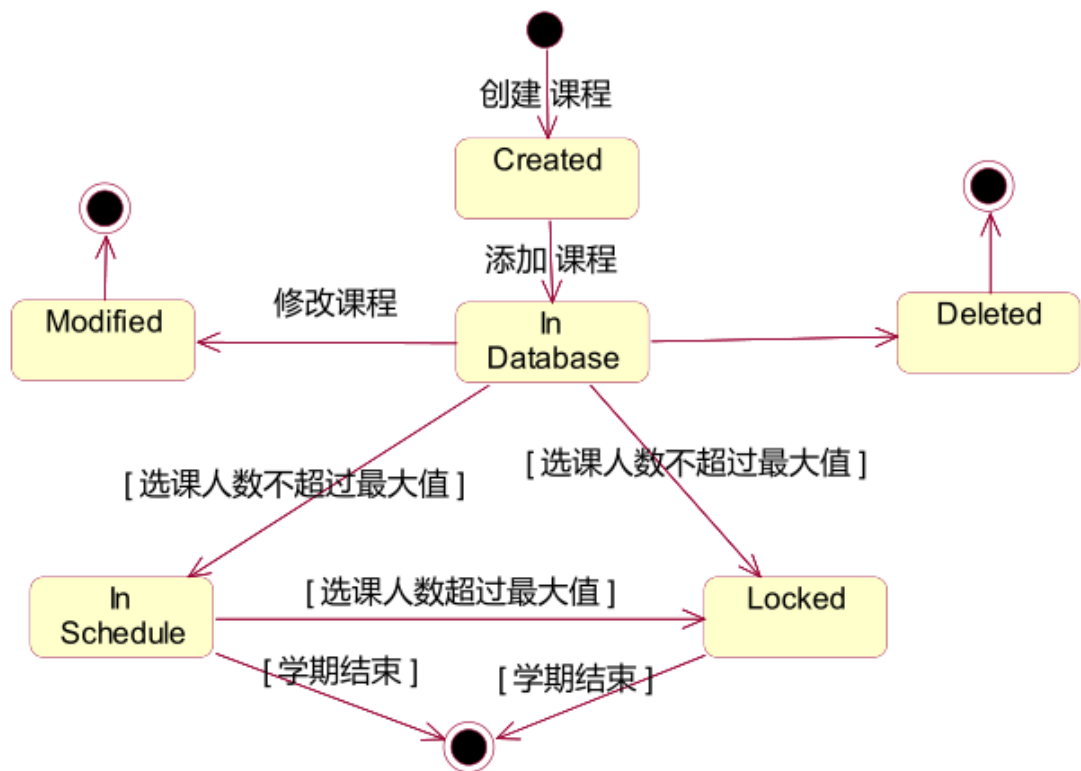 创建 课程
Created
添加 课程
修改课程
Modified
In
Database
Deleted
[ 选课人数不超过最大值 ]
[ 选课人数不超过最大值 ]
In
Schedule
[ 选课人数超过最大值 ]
Locked
[ 学期结束 ]
[ 学期结束 ]